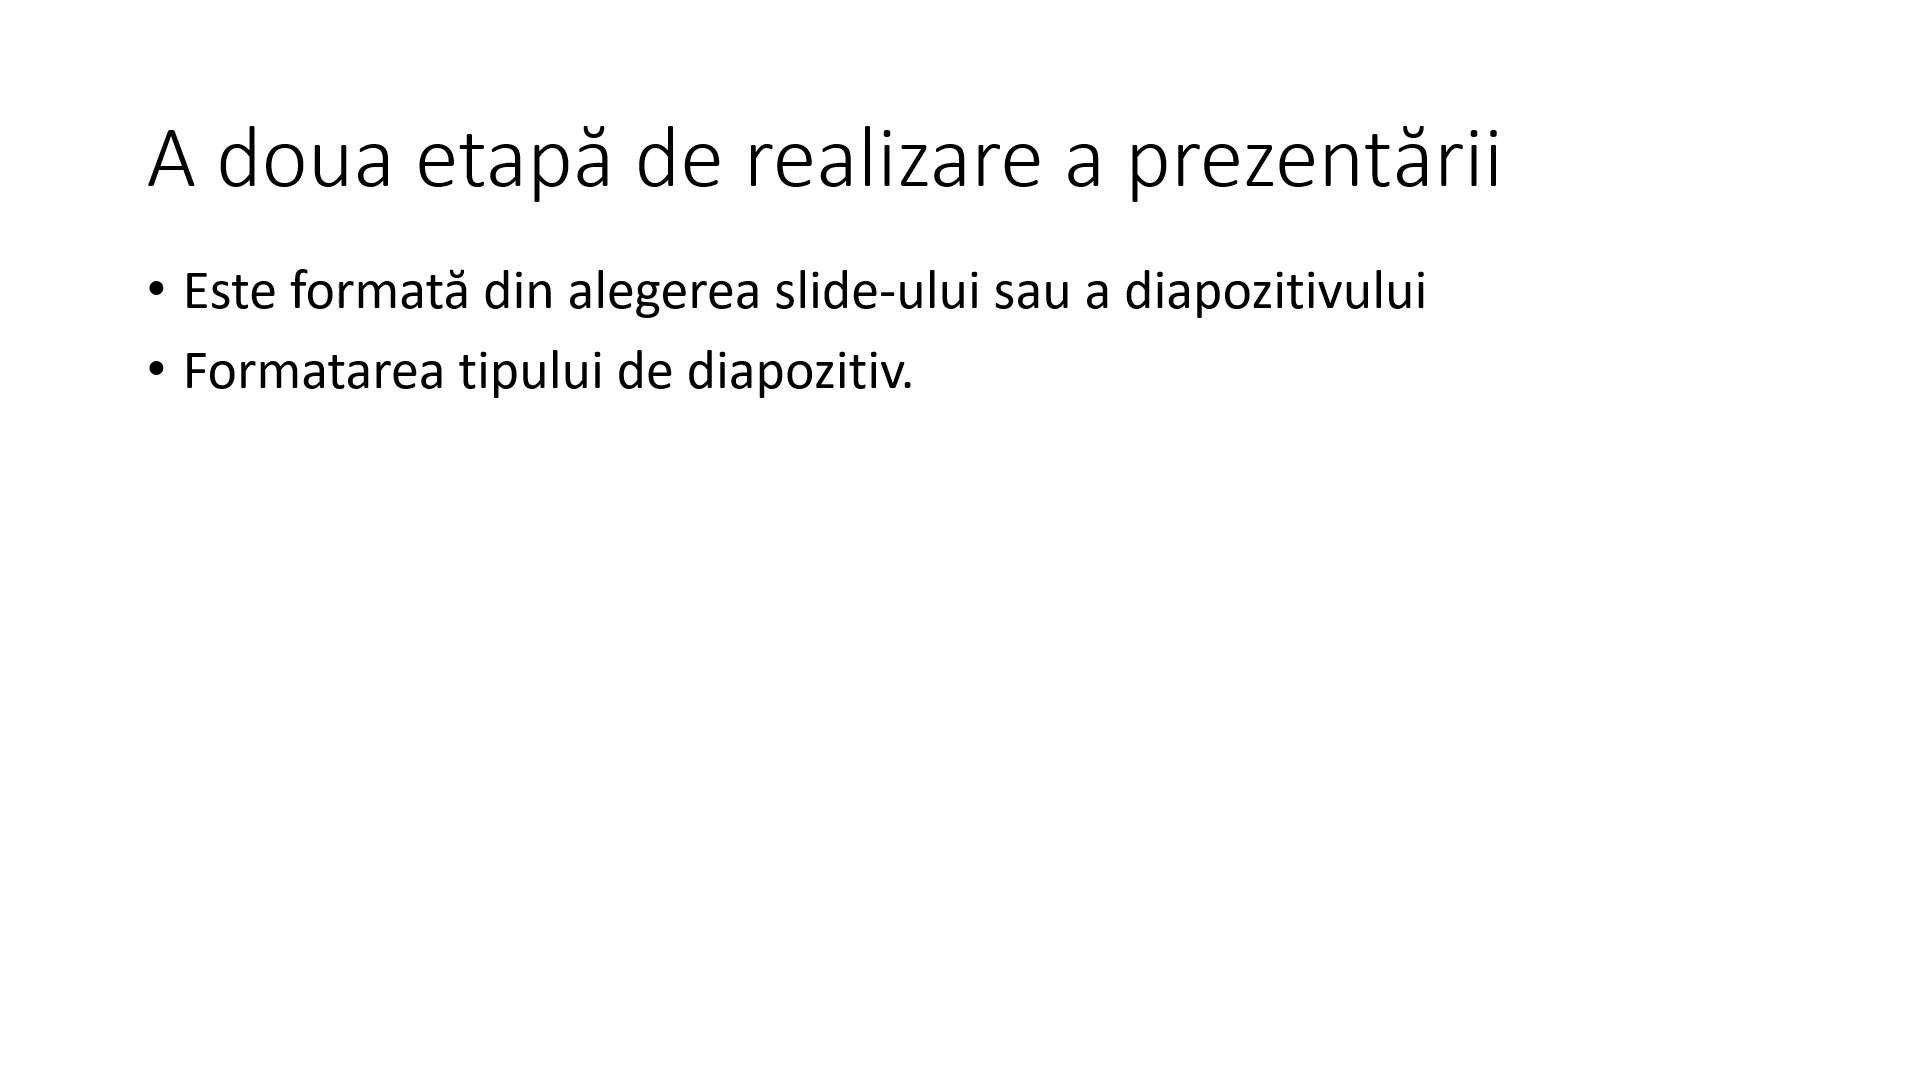 A doua etapă de realizare a prezentării
• Este formată din alegerea slide-ului sau a diapozitivului
• Formatarea tipului de diapozitiv.